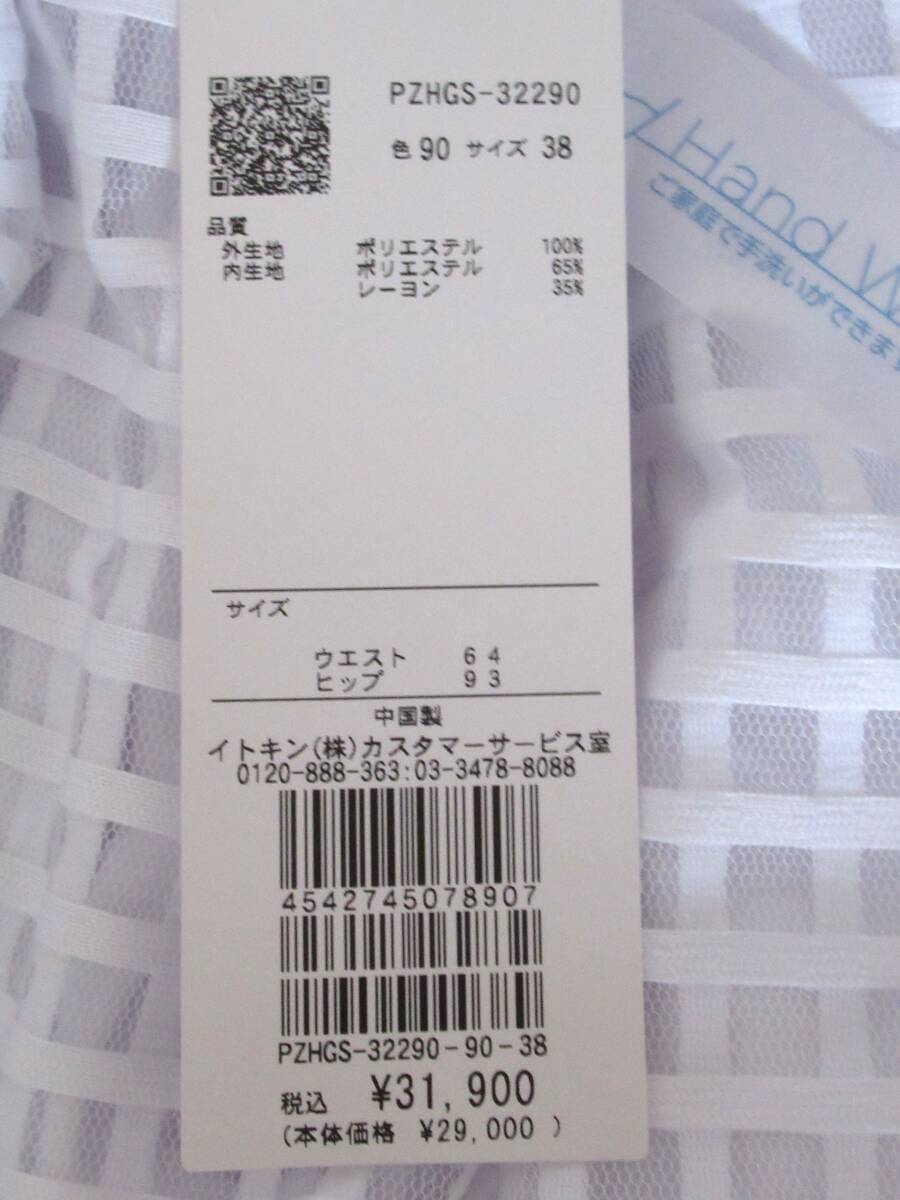 PZHGS-32290
色 90 サイズ 38
品質
外生地 ポリエステル 100%
内生地 ポリエステル 65%
レーヨン 35%
サイズ
ウエスト 64
ヒップ 93
中国製
イトキン(株)カスタマーサービス室
0120-888-363:03-3478-8088
4542745078907
PZHGS-32290-90-38
税込 ¥31,900
(本体価格 ¥29,000 )
Hand W
ご家庭で手洗いができます